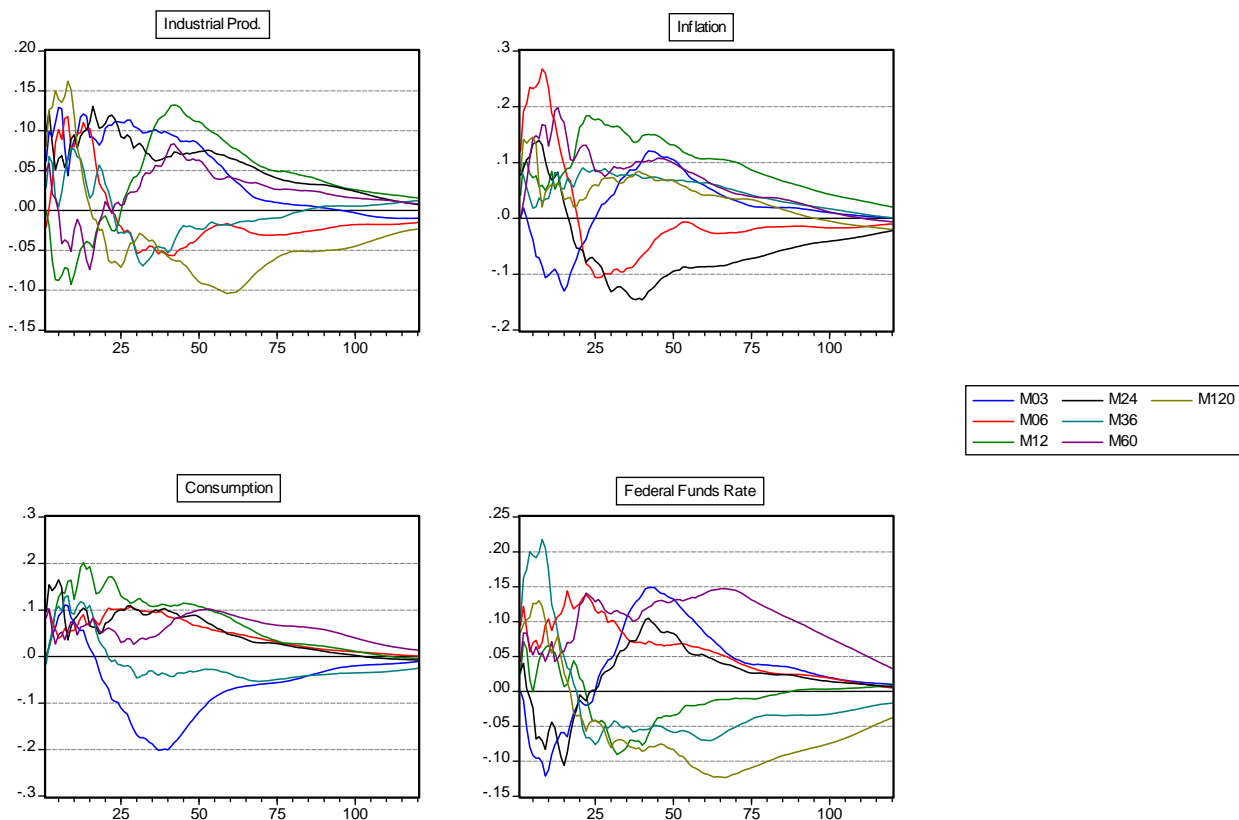 Industrial Prod.
.20
.15
.10
.05
.00
-.05
-.10
-.15
25 50 75 100
Inflation
.3
.2
.1
.0
-.1
-.2
25 50 75 100
M03 M24 M120
M06 M36
M12 M60
Consumption
.3
.2
.1
.0
-.1
-.2
-.3
25 50 75 100
Federal Funds Rate
.25
.20
.15
.10
.05
.00
-.05
-.10
-.15
25 50 75 100